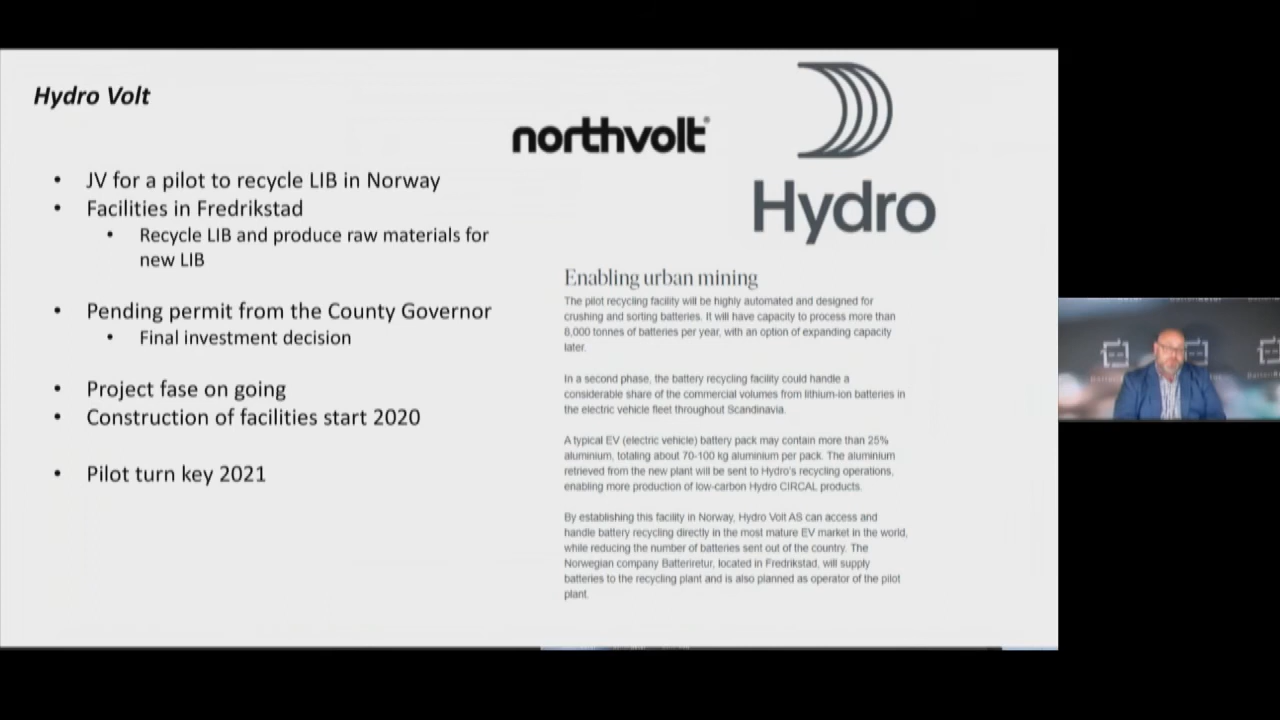 Hydro Volt
• JV for a pilot to recycle LIB in Norway
• Facilities in Fredrikstad
• Recycle LIB and produce raw materials for
new LIB
• Pending permit from the County Governor
• Final investment decision
• Project fase on going
• Construction of facilities start 2020
• Pilot turn key 2021
northvolt®
Hydro
Enabling urban mining
The pilot recycling facility will be highly automated and designed for
crushing and sorting batteries. It will have capacity to process more than
8,000 tonnes of batteries per year, with an option of expanding capacity
later.
In a second phase, the battery recycling facility could handle a
considerable share of the commercial volumes from lithium-ion batteries in
the electric vehicle fleet throughout Scandinavia.
A typical EV (electric vehicle) battery pack may contain more than 25%
aluminium, totaling about 70-100 kg aluminium per pack. The aluminium
retrieved from the new plant will be sent to Hydro's recycling operations,
enabling more production of low-carbon Hydro CIRCAL products.
By establishing this facility in Norway, Hydro Volt AS can access and
handle battery recycling directly in the most mature EV market in the world,
while reducing the number of batteries sent out of the country. The
Norwegian company Batteriretur, located in Fredrikstad, will supply
batteries to the recycling plant and is also planned as operator of the pilot
plant.